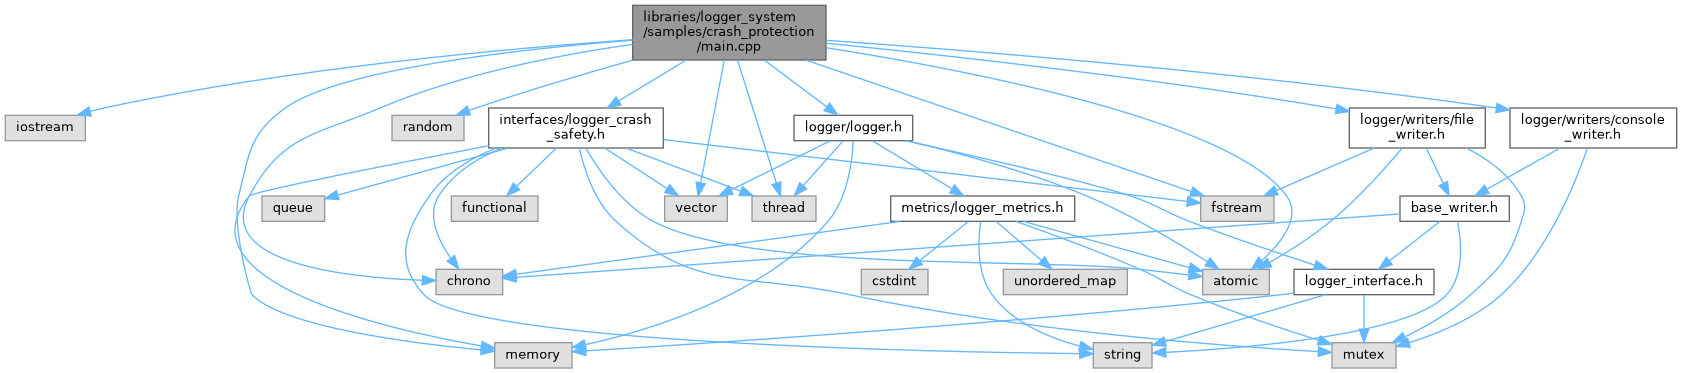 libraries/logger_system
/samples/crash_protection
/main.cpp
iostream
random
interfaces/logger_crash
_safety.h
logger/logger.h
logger/writers/file
_writer.h
logger/writers/console
_writer.h
queue
functional
vector
thread
metrics/logger_metrics.h
fstream
base_writer.h
chrono
cstdint
unordered_map
atomic
logger_interface.h
memory
string
mutex